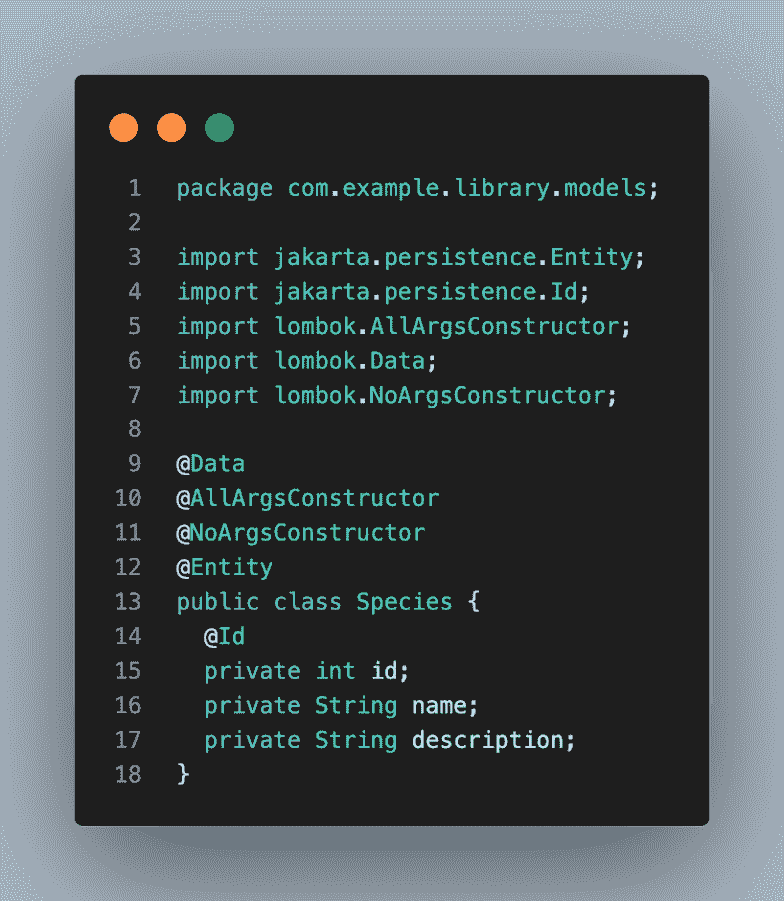 1 package com.example.library.models;
2
3 import jakarta.persistence.Entity;
4 import jakarta.persistence.Id;
5 import lombok.AllArgsConstructor;
6 import lombok.Data;
7 import lombok.NoArgsConstructor;
8
9 @Data
10 @AllArgsConstructor
11 @NoArgsConstructor
12 @Entity
13 public class Species {
14   @Id
15   private int id;
16   private String name;
17   private String description;
18 }